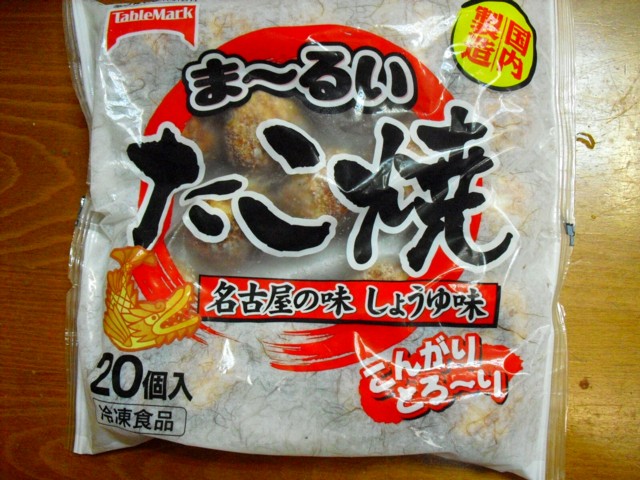 TableMark
国内
製造
ま〜るい
たこ焼
名古屋の味 しょうゆ味
こんがり
とろ〜り
20個入
冷凍食品